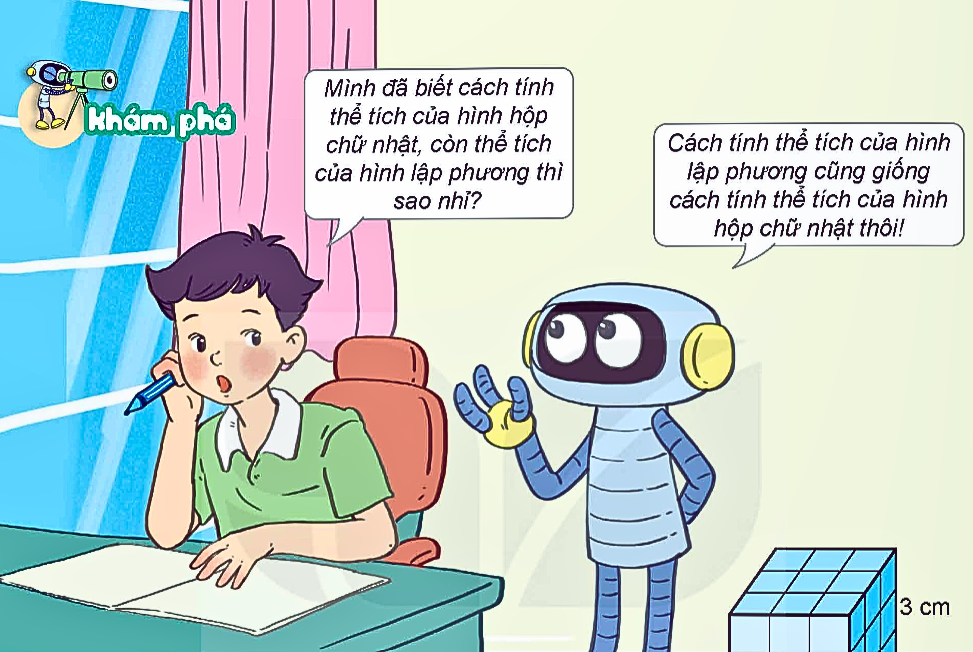 khám phá
Mình đã biết cách tính
thể tích của hình hộp
chữ nhật, còn thể tích
của hình lập phương thì
sao nhỉ?
Cách tính thể tích của hình
lập phương cũng giống
cách tính thể tích của hình
hộp chữ nhật thôi!
3 cm